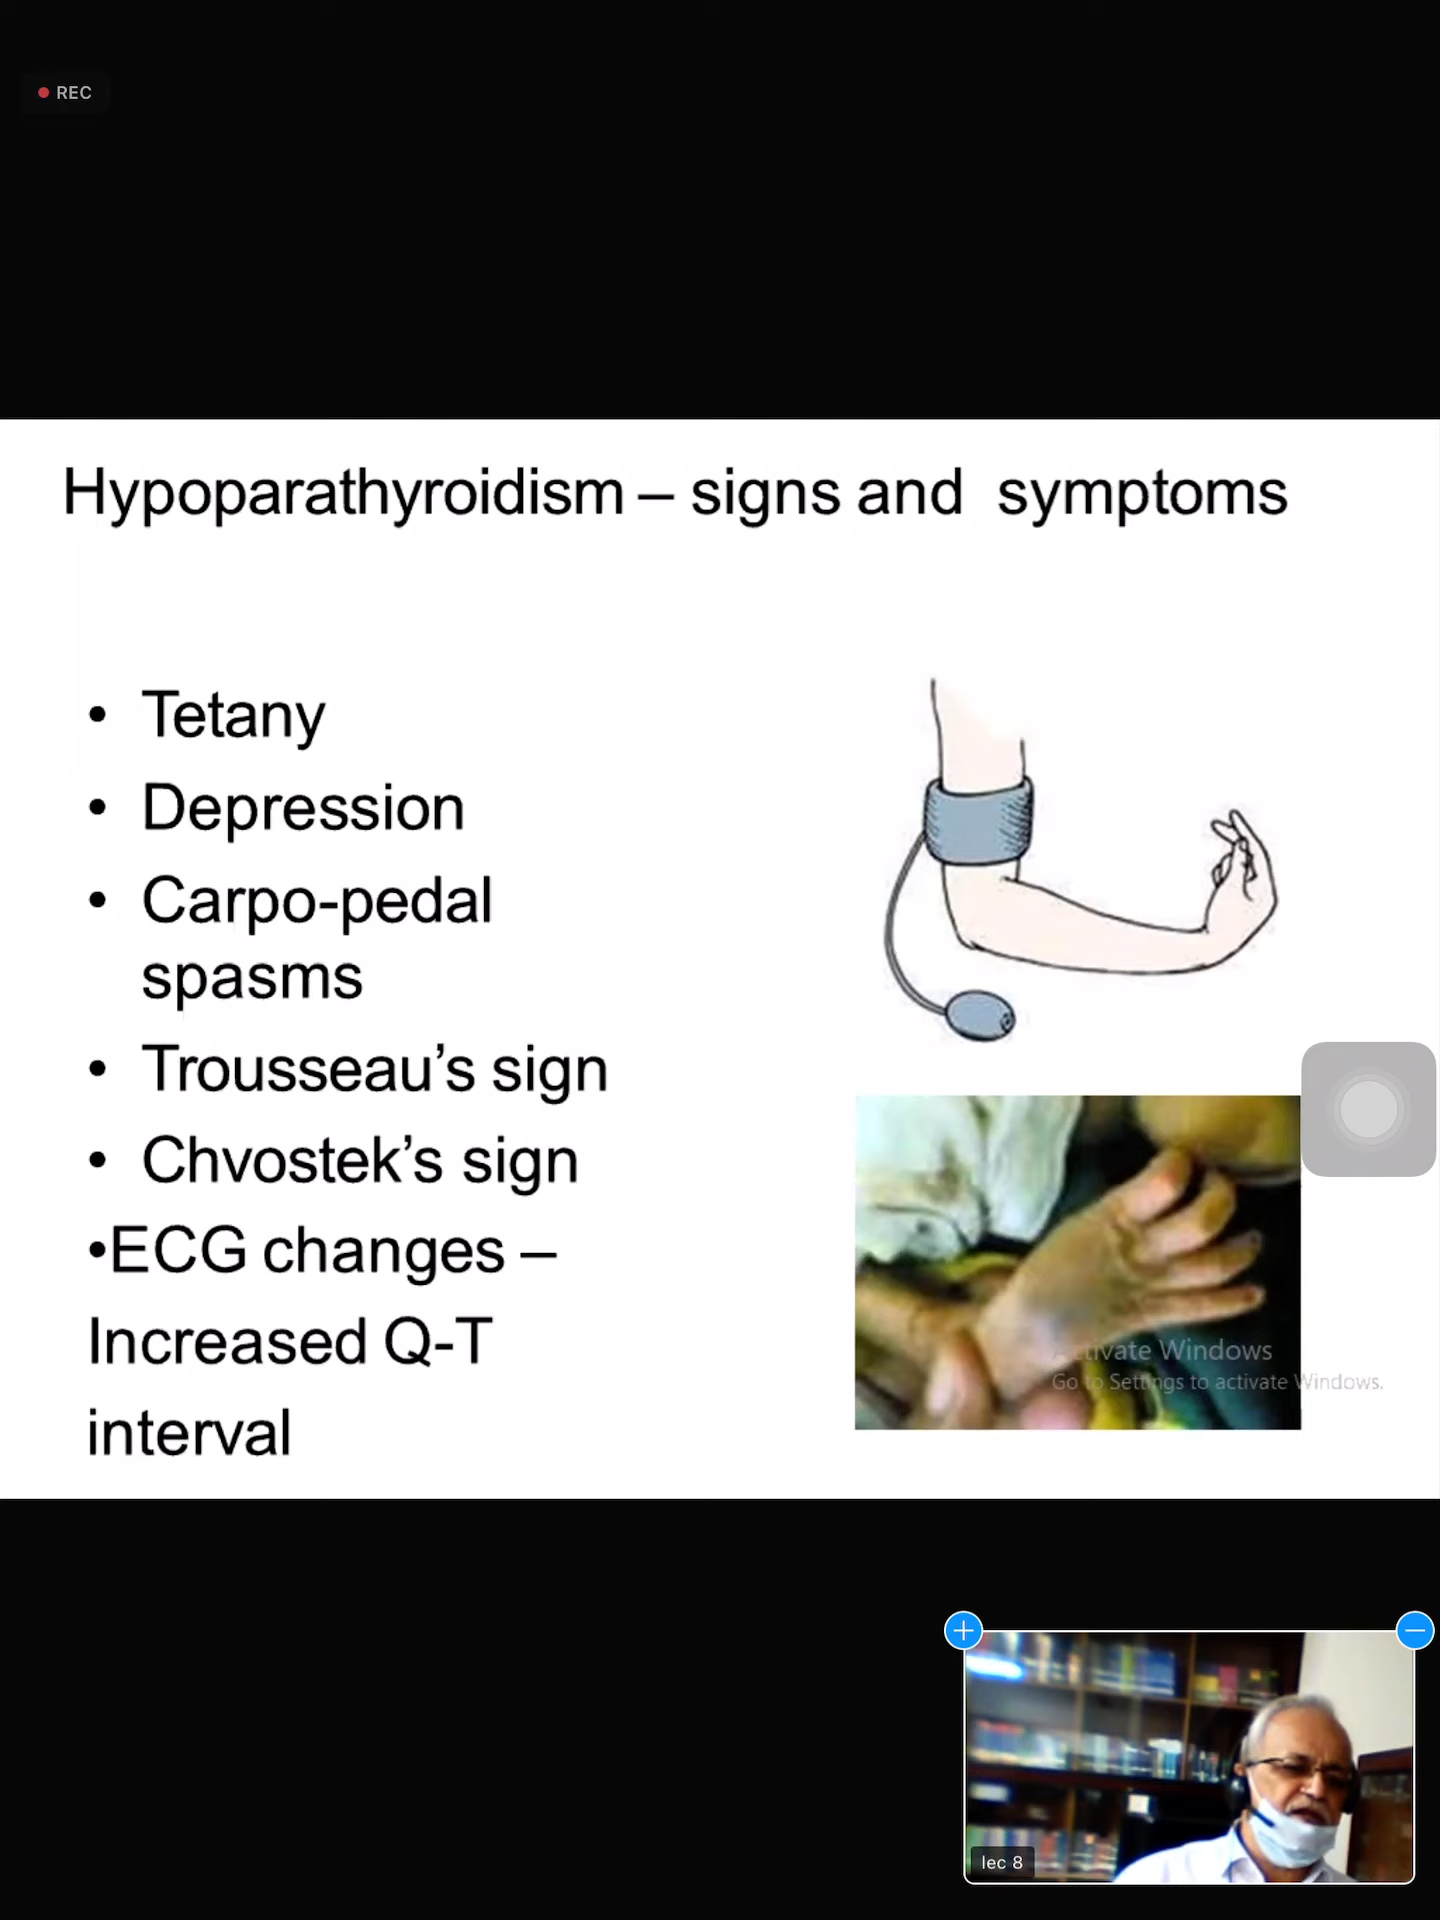 REC
Hypoparathyroidism – signs and symptoms
• Tetany
• Depression
• Carpo-pedal
spasms
• Trousseau’s sign
• Chvostek’s sign
•ECG changes –
Increased Q-T
interval
Activate Windows
Go to Settings to activate Windows.
lec 8